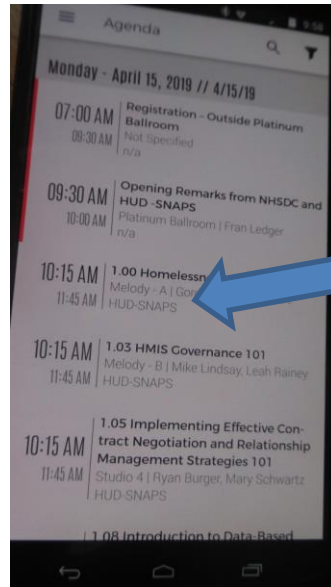 9:56
Agenda
Monday - April 15, 2019 // 4/15/19
07:00 AM
09:30 AM
Registration - Outside Platinum
Ballroom
Not Specified
n/a
09:30 AM
10:00 AM
Opening Remarks from NHSDC and
HUD -SNAPS
Platinum Ballroom | Fran Ledger
n/a
10:15 AM
11:45 AM
1.00
Melody - A |
HUD-SNAPS
10:15 AM
11:45 AM
1.03 HMIS Governance 101
Melody - B | Mike Lindsay, Leah Rainey
HUD-SNAPS
10:15 AM
11:45 AM
1.05 Implementing Effective Con-
tract Negotiation and Relationship
Management Strategies 101
Studio 4 | Ryan Burger, Mary Schwartz
HUD-SNAPS
1.08 Introduction to Data-Based